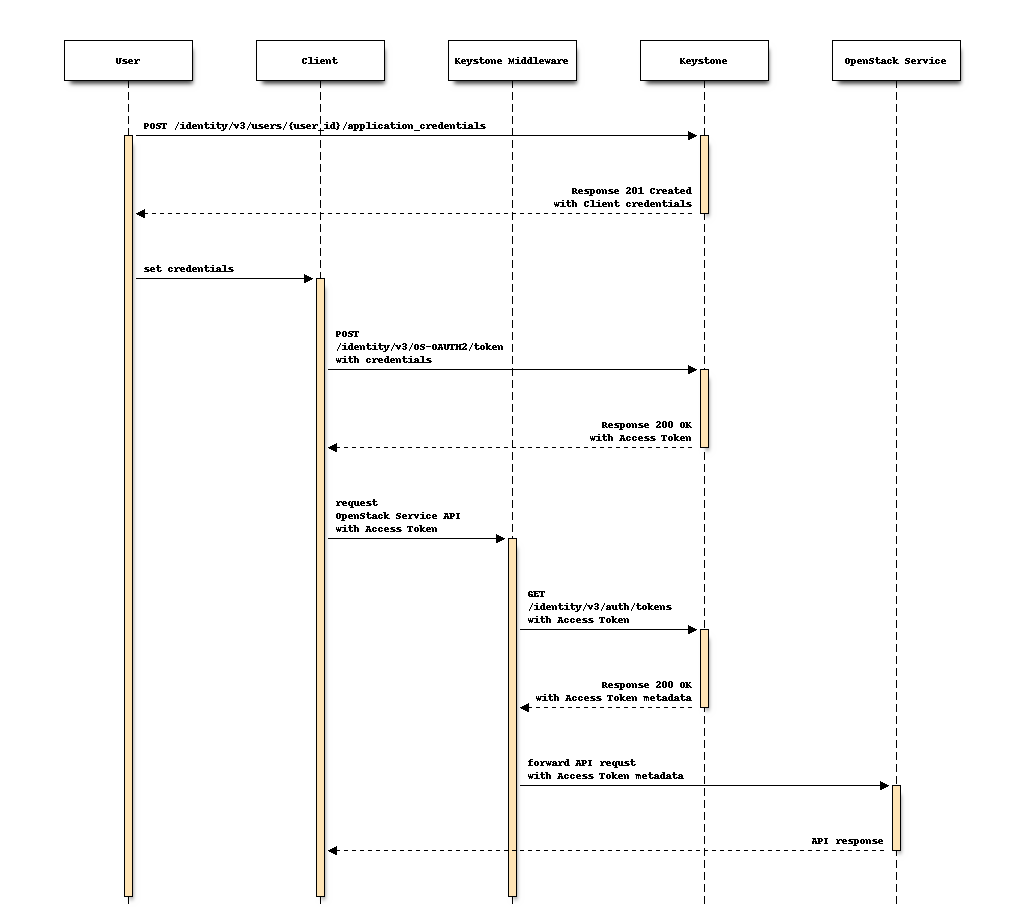 User
Client
Keystone Middleware
Keystone
OpenStack Service
POST /identity/v3/users/{user_id}/application_credentials
Response 201 Created
with Client credentials
set credentials
POST
/identity/v3/OS-OAUTH2/token
with credentials
Response 200 OK
with Access Token
request
OpenStack Service API
with Access Token
GET
/identity/v3/auth/tokens
with Access Token
Response 200 OK
with Access Token metadata
forward API requst
with Access Token metadata
API response